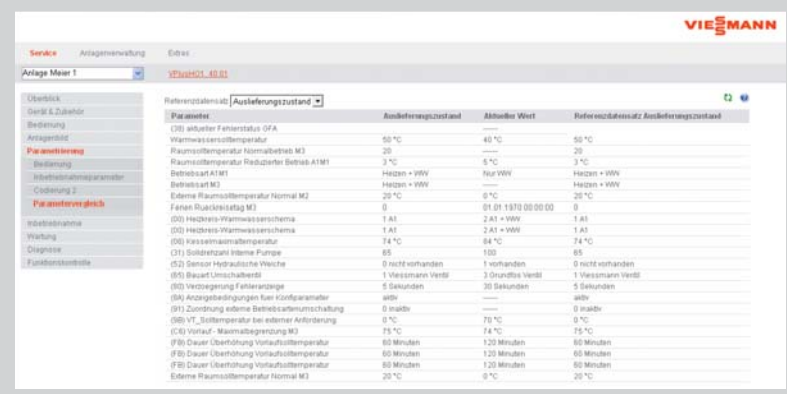 VIESMANN
Service Anlagenverwaltung Extras
Anlage Meier 1 VPlusHO1_40:01
Überblick
Gerät & Zubehör
Bedienung
Anlagenbild
Parametrierung
Bedienung
Inbetriebnahmeparameter
Codierung 2
Parametervergleich
Inbetriebnahme
Wartung
Diagnose
Funktionskontrolle
Referenzdatensatz Auslieferungszustand
Parameter Auslieferungszustand Aktueller Wert Referenzdatensatz Auslieferungszustand
(38) aktueller Fehlerstatus GFA -----
Warmwassersolltemperatur 50 °C 40 °C 50 °C
Raumsolltemperatur Normalbetrieb M3 20 ----- 20
Raumsolltemperatur Reduzierter Betrieb A1M1 3 °C 5 °C 3 °C
Betriebsart A1M1 Heizen + WW Nur WW Heizen + WW
Betriebsart M3 Heizen + WW ----- Heizen + WW
Externe Raumsolltemperatur Normal M2 20 °C 0 °C 20 °C
Ferien Rueckreisetag M3 0 01.01.1970 00:00:00 0
(00) Heizkreis-Warmwasserschema 1 A1 2 A1 + WW 1 A1
(00) Heizkreis-Warmwasserschema 1 A1 2 A1 + WW 1 A1
(06) Kesselmaximaltemperatur 74 °C 84 °C 74 °C
(31) Solldrehzahl Interne Pumpe 65 100 65
(52) Sensor Hydraulische Weiche 0 nicht vorhanden 1 vorhanden 0 nicht vorhanden
(65) Bauart Umschaltventil 1 Viessmann Ventil 3 Grundfos Ventil 1 Viessmann Ventil
(93) Verzoegerung Fehleranzeige 5 Sekunden 30 Sekunden 5 Sekunden
(8A) Anzeigebedingungen fuer Konfiparameter aktiv ----- aktiv
(91) Zuordnung externe Betriebsartenumschaltung 0 inaktiv ----- 0 inaktiv
(9B) VT_Solltemperatur bei externer Anforderung 0 °C 70 °C 0 °C
(C6) Vorlauf - Maximalbegrenzung M3 75 °C 74 °C 75 °C
(FB) Dauer Überhöhung Vorlaufsolltemperatur 60 Minuten 120 Minuten 60 Minuten
(FB) Dauer Überhöhung Vorlaufsolltemperatur 60 Minuten 120 Minuten 60 Minuten
(FB) Dauer Überhöhung Vorlaufsolltemperatur 60 Minuten 120 Minuten 60 Minuten
Externe Raumsolltemperatur Normal M3 20 °C 0 °C 20 °C